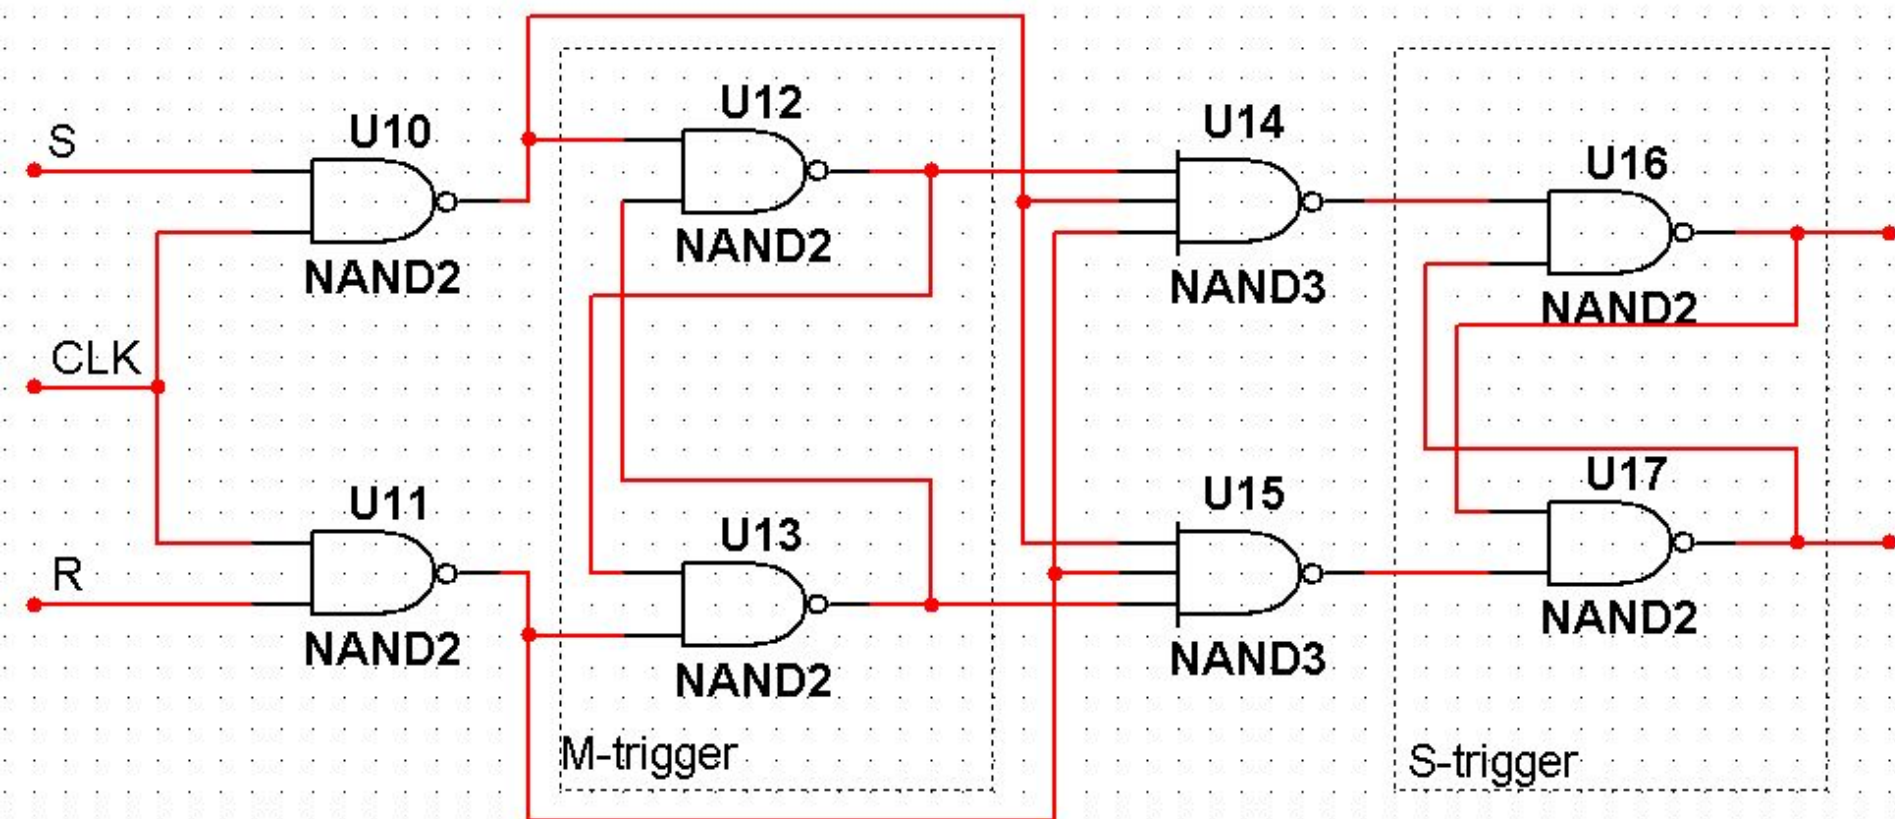 S
CLK
R
U10
NAND2
U11
NAND2
U12
NAND2
U13
NAND2
M-trigger
U14
NAND3
U15
NAND3
U16
NAND2
U17
NAND2
S-trigger